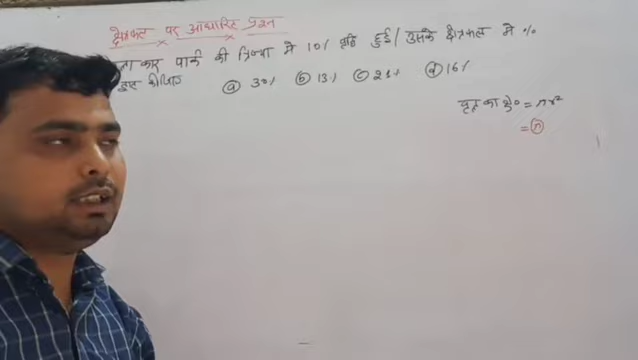 क्षेत्रफल पर आधारित प्रश्न
कार पार्क की त्रिज्या में 10% वृद्धि हुई / उसके क्षेत्रफल में %
ज्ञात कीजिए ⓐ 30% ⓑ 13% ⓒ 21% ⓓ 16%
वृत्त का क्षे० = πr²
= π